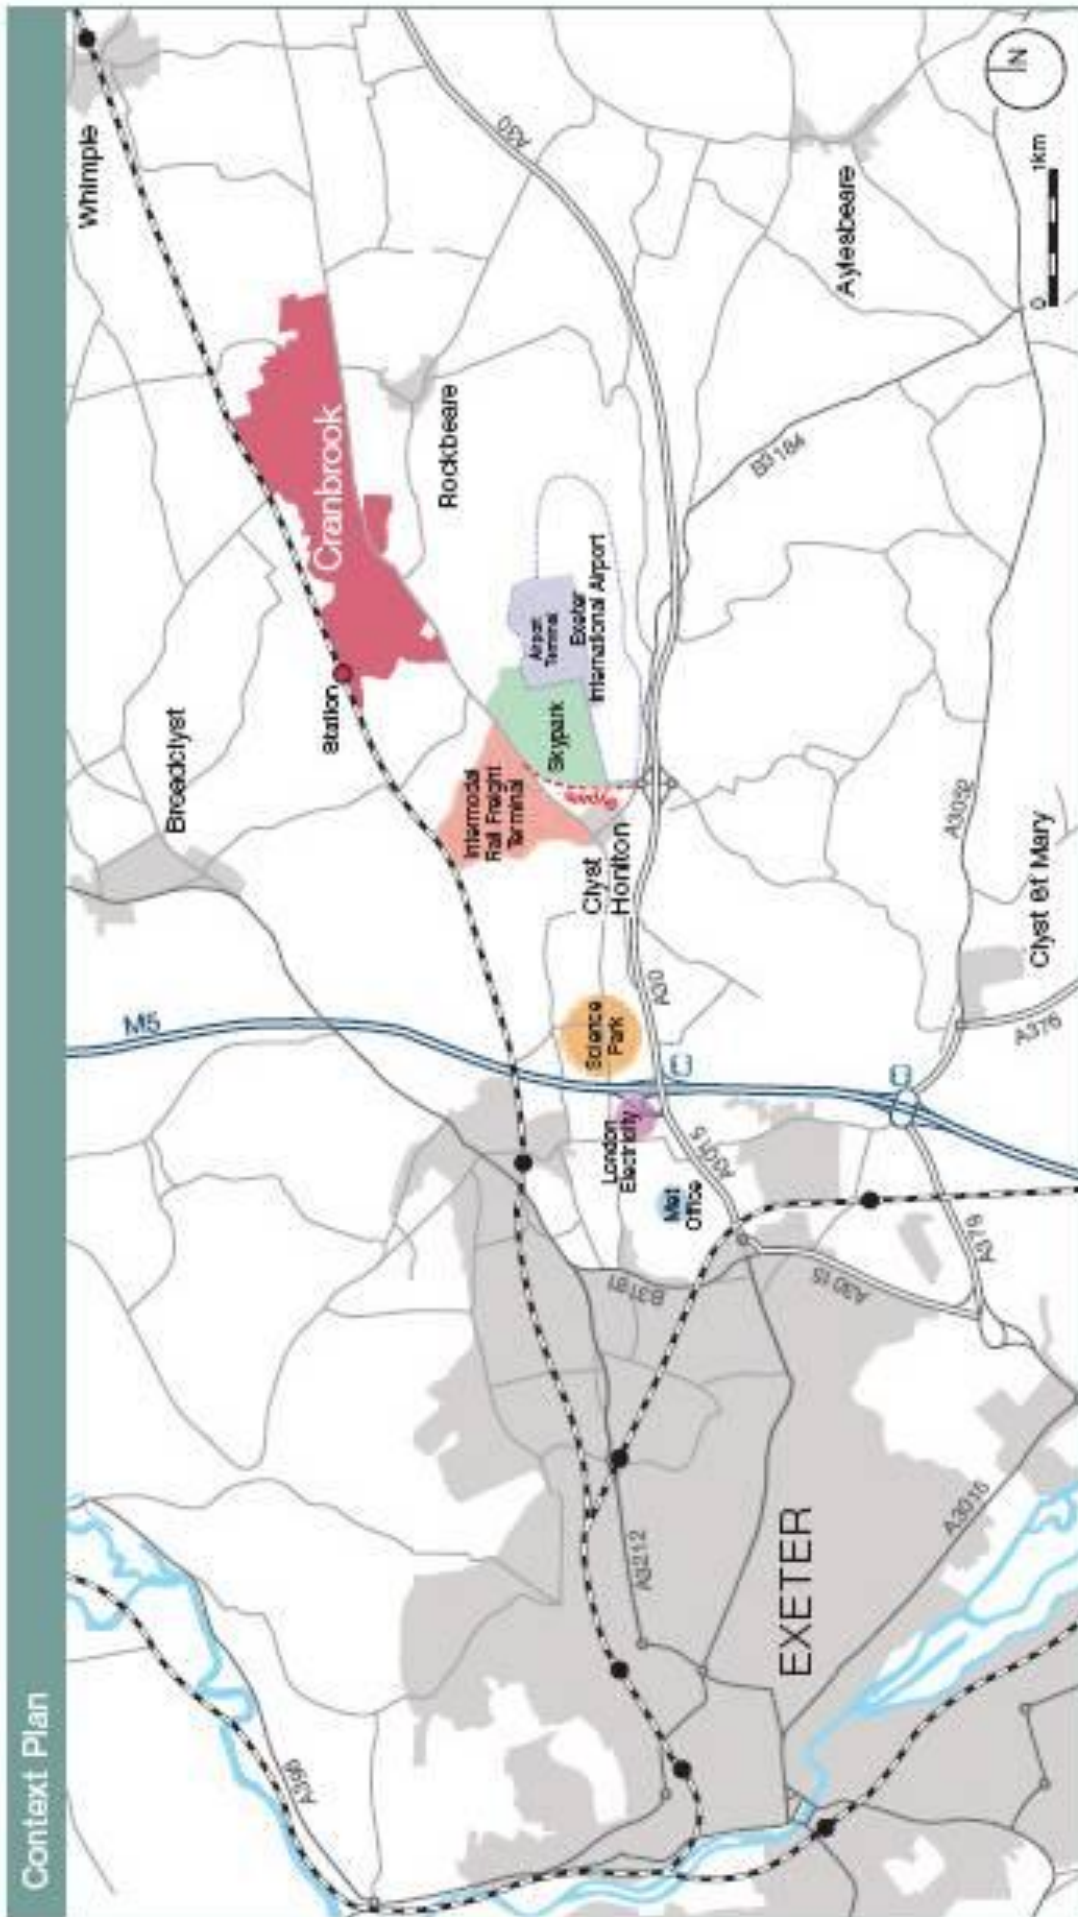 Context Plan
Whimple
Broadclyst
Station
Cranbrook
Rockbeare
A30
Aylesbeare
N
0
1km
M5
Intermodal
Rail Freight
Terminal
Skypark
Airport
Terminal
Exeter
International Airport
Bypass
Clyst
Honiton
B3184
A3052
Clyst St Mary
A376
A30
Science
Park
London
Electricity
Met
Office
A3015
A379
A3015
B3181
A3212
EXETER
A3015
A396